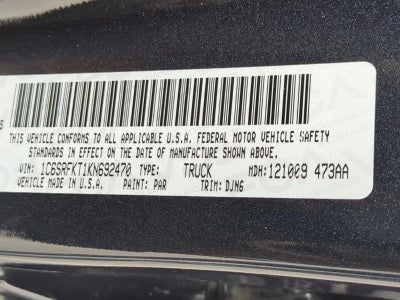 THIS VEHICLE CONFORMS TO ALL APPLICABLE U.S.A. FEDERAL MOTOR VEHICLE SAFETY
STANDARDS IN EFFECT ON THE DATE OF MANUFACTURE SHOWN ABOVE.
VIN: 1C6SRFKT1KN692470 TYPE: TRUCK MDH: 121009 473AA
VEHICLE MADE IN U.S.A. PAINT: PAR TRIM: DJN6